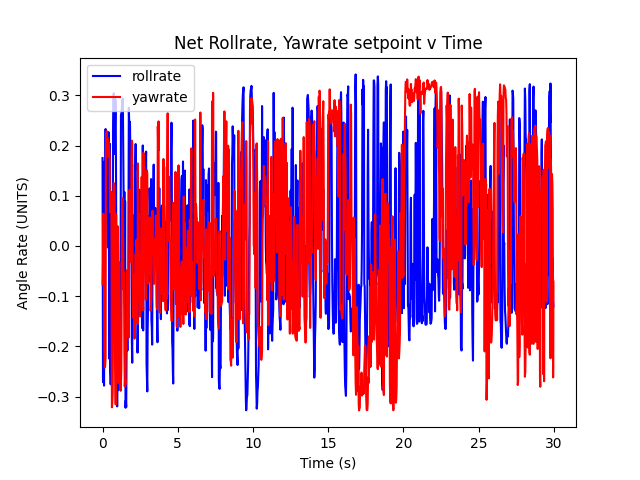 Net Rollrate, Yawrate setpoint v Time
rollrate
yawrate
Angle Rate (UNITS)
0.3
0.2
0.1
0.0
−0.1
−0.2
−0.3
0 5 10 15 20 25 30
Time (s)